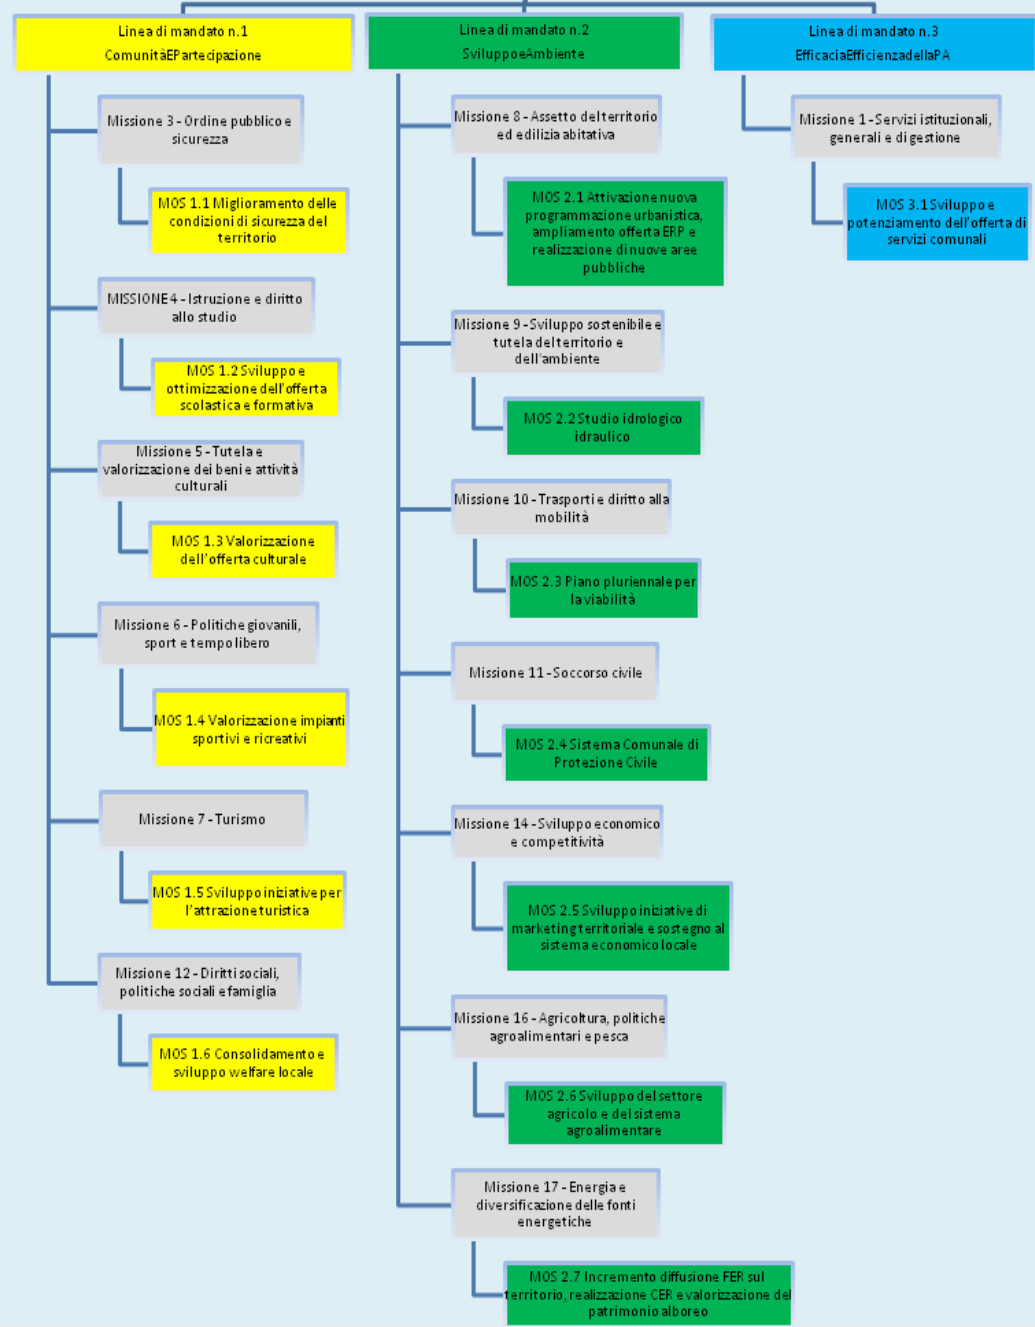 Linea di mandato n.1
ComunitàEPartecipazione
Missione 3 - Ordine pubblico e
sicurezza
MOS 1.1 Miglioramento delle
condizioni di sicurezza del
territorio
MISSIONE 4 - Istruzione e diritto
allo studio
MOS 1.2 Sviluppo e
ottimizzazione dell'offerta
scolastica e formativa
Missione 5 - Tutela e
valorizzazione dei beni e attività
culturali
MOS 1.3 Valorizzazione
dell'offerta culturale
Missione 6 - Politiche giovanili,
sport e tempo libero
MOS 1.4 Valorizzazione impianti
sportivi e ricreativi
Missione 7 - Turismo
MOS 1.5 Sviluppo iniziative per
l'attrazione turistica
Missione 12 - Diritti sociali,
politiche sociali e famiglia
MOS 1.6 Consolidamento e
sviluppo welfare locale
Linea di mandato n.2
SviluppoeAmbiente
Missione 8 - Assetto del territorio
ed edilizia abitativa
MOS 2.1 Attivazione nuova
programmazione urbanistica,
ampliamento offerta ERP e
realizzazione di nuove aree
pubbliche
Missione 9 - Sviluppo sostenibile e
tutela del territorio e
dell'ambiente
MOS 2.2 Studio idrologico
idraulico
Missione 10 - Trasporti e diritto alla
mobilità
MOS 2.3 Piano pluriennale per
la viabilità
Missione 11 - Soccorso civile
MOS 2.4 Sistema Comunale di
Protezione Civile
Missione 14 - Sviluppo economico
e competitività
MOS 2.5 Sviluppo iniziative di
marketing territoriale e sostegno al
sistema economico locale
Missione 16 - Agricoltura, politiche
agroalimentari e pesca
MOS 2.6 Sviluppo del settore
agricolo e del sistema
agroalimentare
Missione 17 - Energia e
diversificazione delle fonti
energetiche
MOS 2.7 Incremento diffusione FER sul
territorio, realizzazione CER e valorizzazione del
patrimonio alboreo
Linea di mandato n.3
EfficaciaEfficienzadellaPA
Missione 1 - Servizi istituzionali,
generali e di gestione
MOS 3.1 Sviluppo e
potenziamento dell'offerta di
servizi comunali